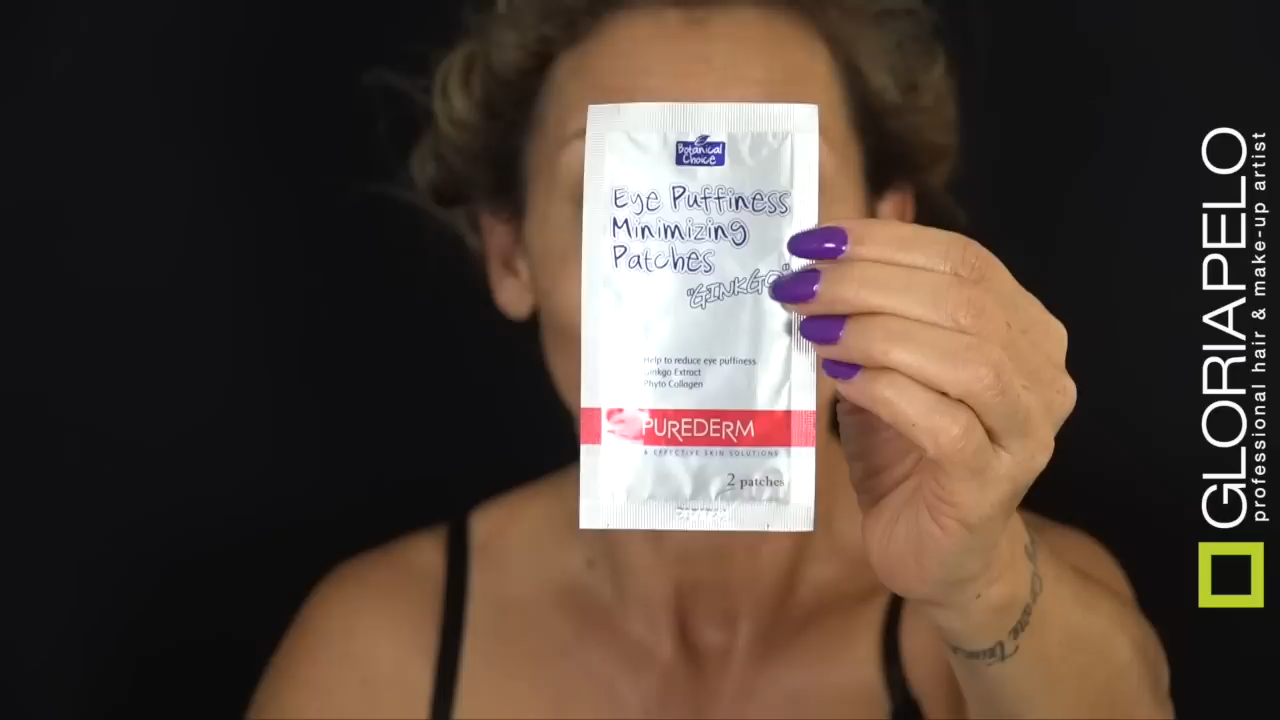 Botanical
Choice
Eye Puffiness
Minimizing
Patches
"GINKGO"
Help to reduce eye puffiness
Ginkgo Extract
Phyto Collagen
PUREDERM
& EFFECTIVE SKIN SOLUTIONS
2 patches
GLORIAPELO
professional hair & make-up artist